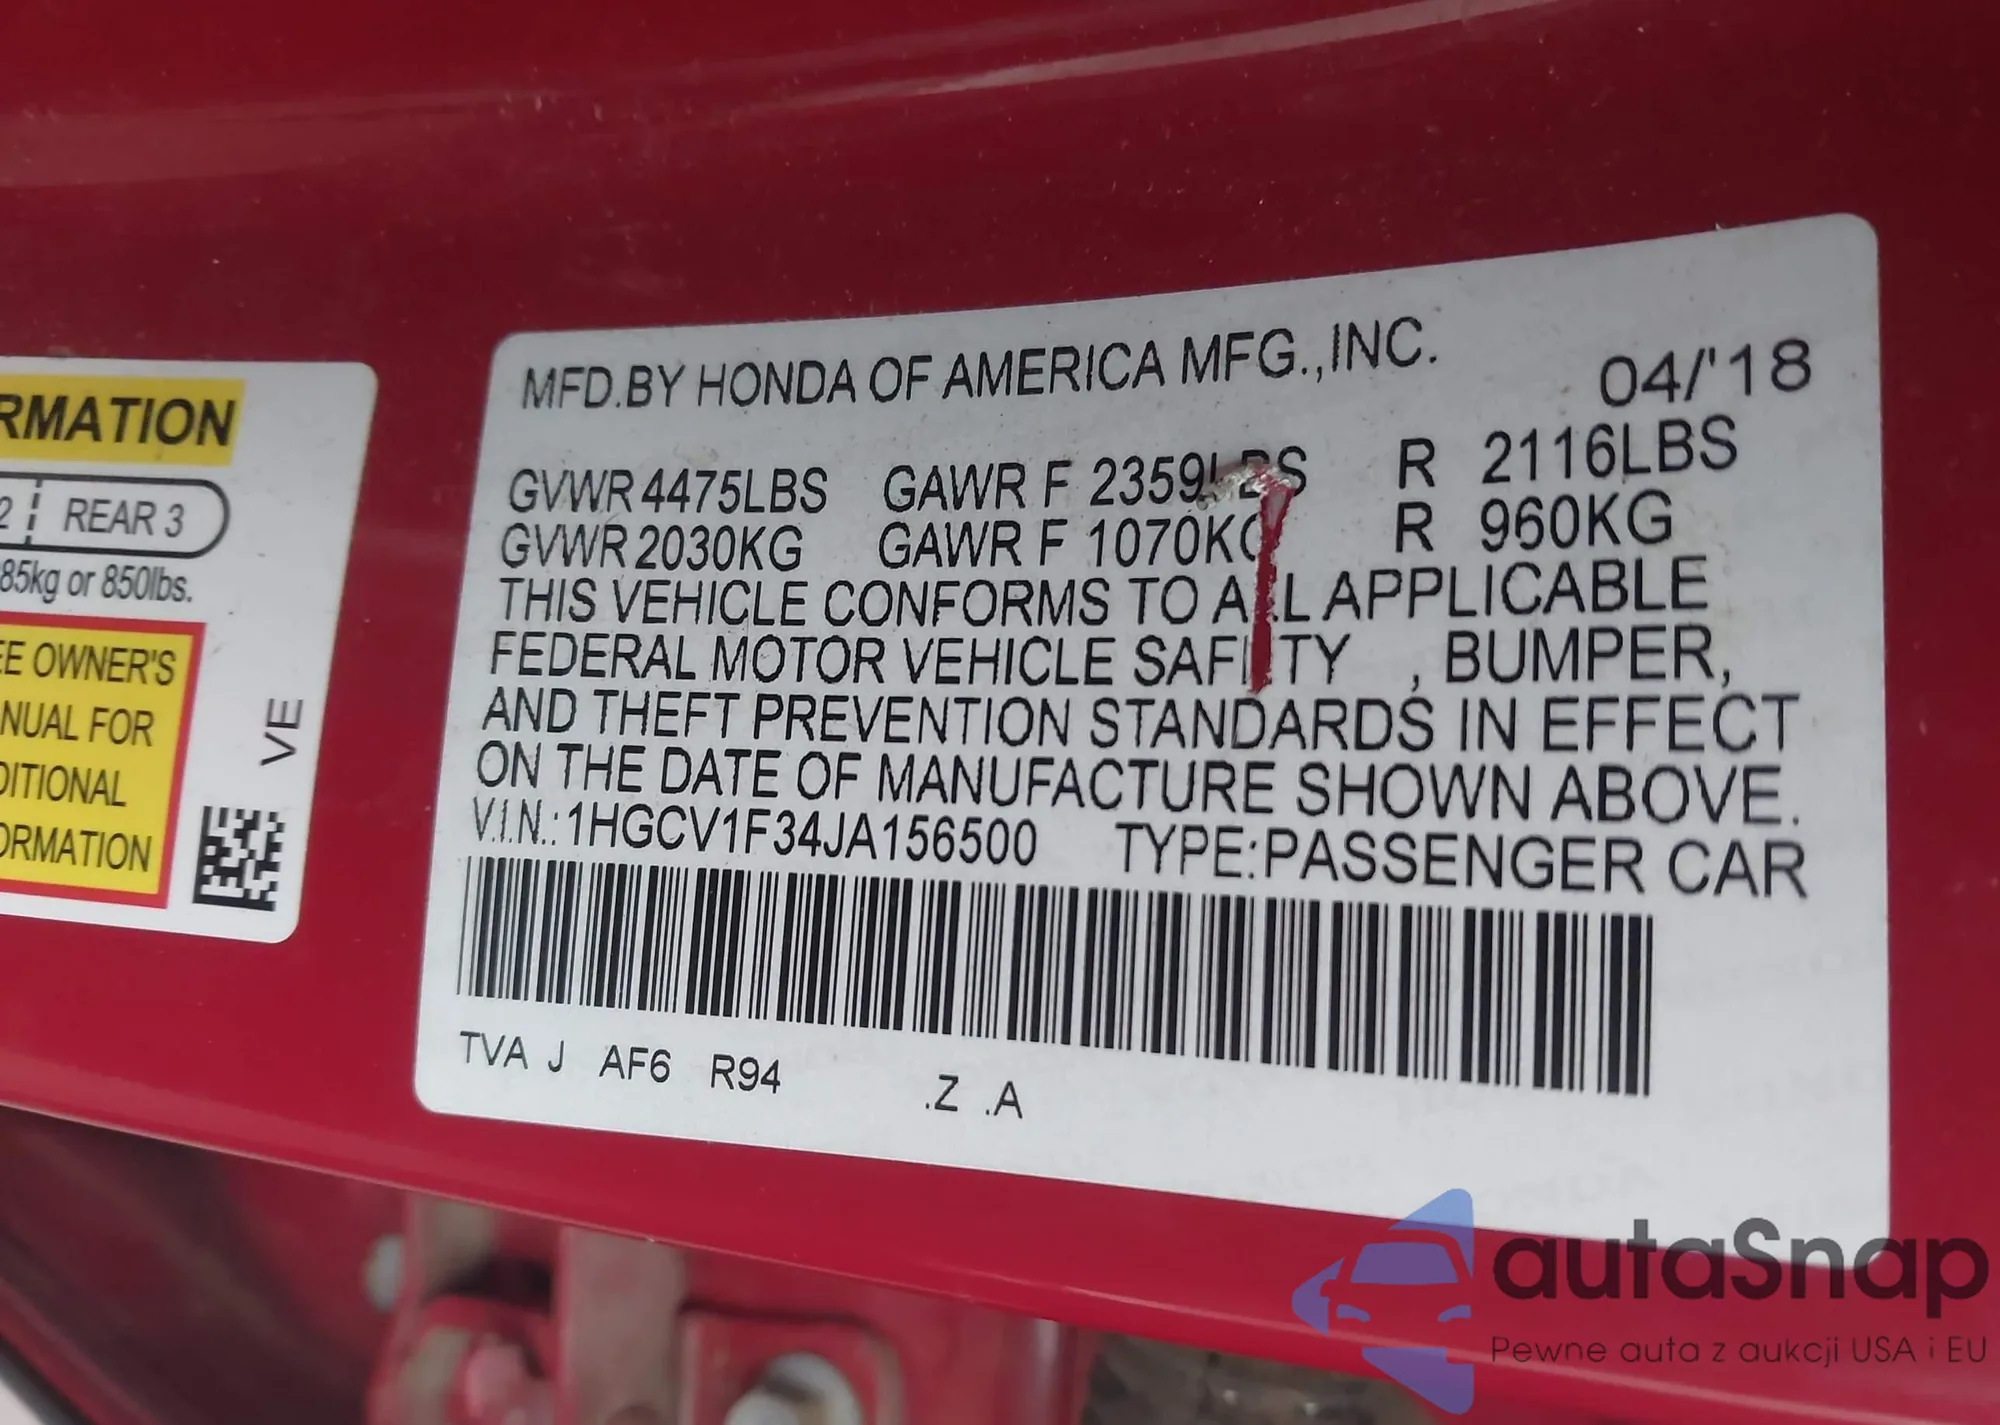 RMATION
2 REAR 3
85kg or 850lbs.
EE OWNER'S
NUAL FOR
DITIONAL
ORMATION
VE
MFD.BY HONDA OF AMERICA MFG.,INC. 04/'18
GVWR 4475LBS GAWR F 2359LBS R 2116LBS
GVWR 2030KG GAWR F 1070KG R 960KG
THIS VEHICLE CONFORMS TO ALL APPLICABLE
FEDERAL MOTOR VEHICLE SAFETY , BUMPER,
AND THEFT PREVENTION STANDARDS IN EFFECT
ON THE DATE OF MANUFACTURE SHOWN ABOVE.
V.I.N.: 1HGCV1F34JA156500 TYPE:PASSENGER CAR
TVA J AF6 R94 .Z .A
autaSnap
Pewne auta z aukcji USA i EU